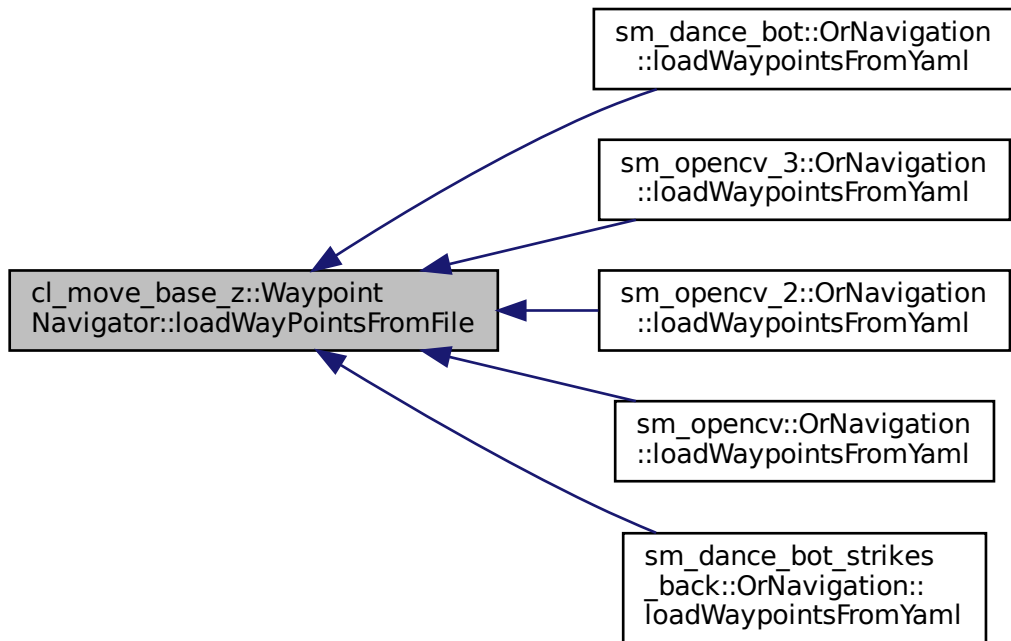 sm_dance_bot::OrNavigation
::loadWaypointsFromYaml
sm_opencv_3::OrNavigation
::loadWaypointsFromYaml
cl_move_base_z::Waypoint
Navigator::loadWayPointsFromFile
sm_opencv_2::OrNavigation
::loadWaypointsFromYaml
sm_opencv::OrNavigation
::loadWaypointsFromYaml
sm_dance_bot_strikes
_back::OrNavigation::
loadWaypointsFromYaml